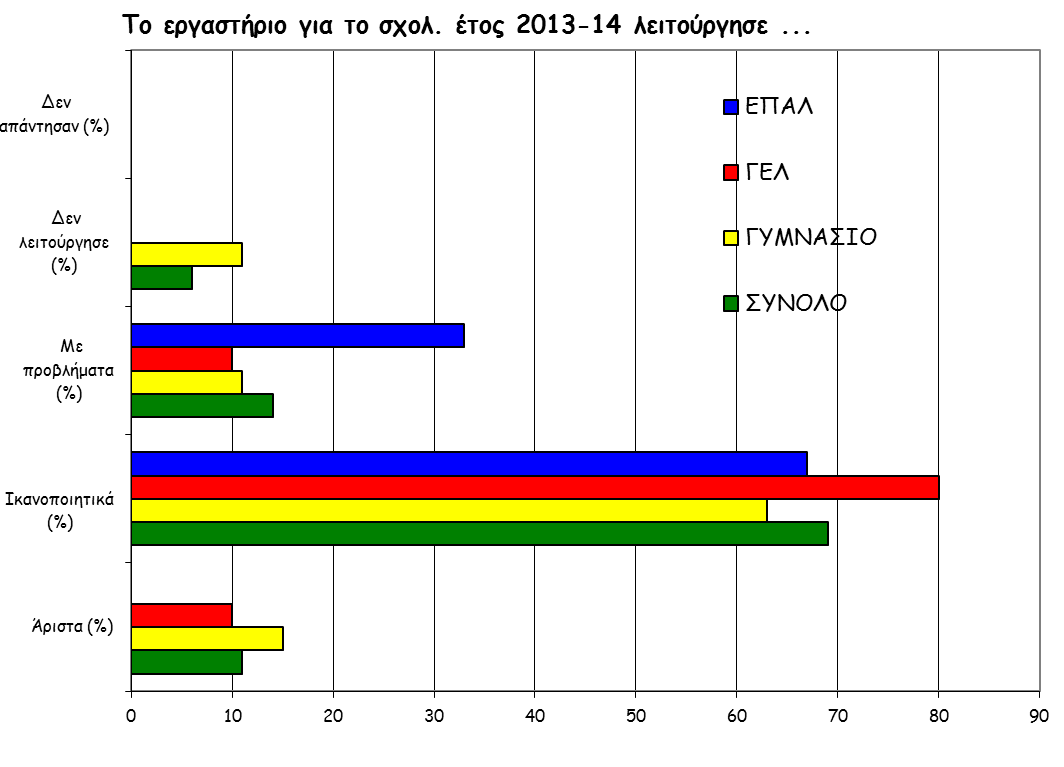 Το εργαστήριο για το σχολ. έτος 2013-14 λειτούργησε ...
Δεν
απάντησαν (%)
Δεν
λειτούργησε
(%)
Με
προβλήματα
(%)
Ικανοποιητικά
(%)
Άριστα (%)
ΕΠΑΛ
ΓΕΛ
ΓΥΜΝΑΣΙΟ
ΣΥΝΟΛΟ
0 10 20 30 40 50 60 70 80 90